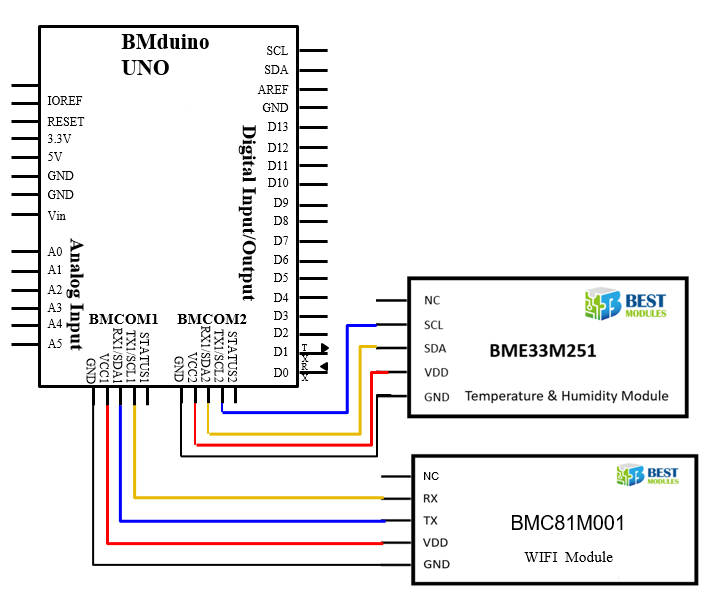 BMduino
UNO
IOREF
RESET
3.3V
5V
GND
GND
Vin
A0
A1
A2
A3
A4
A5
Analog Input
SCL
SDA
AREF
GND
D13
D12
D11
D10
D9
D8
D7
D6
D5
D4
D3
D2
D1
D0
TX
RX
Digital Input/Output
BMCOM1
GND
VCC1
RX1/SDA1
TX1/SCL1
STATUS1
BMCOM2
GND
VCC2
RX1/SDA2
TX1/SCL2
STATUS2
NC
SCL
SDA
VDD
GND
BEST
MODULES
BME33M251
Temperature & Humidity Module
NC
RX
TX
VDD
GND
BEST
MODULES
BMC81M001
WIFI Module